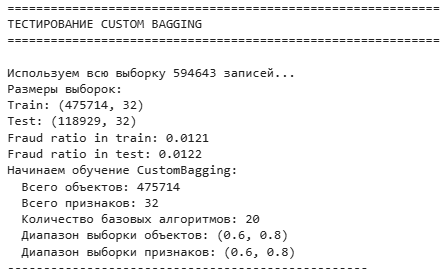 ============================================================
ТЕСТИРОВАНИЕ CUSTOM BAGGING
============================================================
Используем всю выборку 594643 записей...
Размеры выборок:
Train: (475714, 32)
Test: (118929, 32)
Fraud ratio in train: 0.0121
Fraud ratio in test: 0.0122
Начинаем обучение CustomBagging:
  Всего объектов: 475714
  Всего признаков: 32
  Количество базовых алгоритмов: 20
  Диапазон выборки объектов: (0.6, 0.8)
  Диапазон выборки признаков: (0.6, 0.8)
--------------------------------------------------